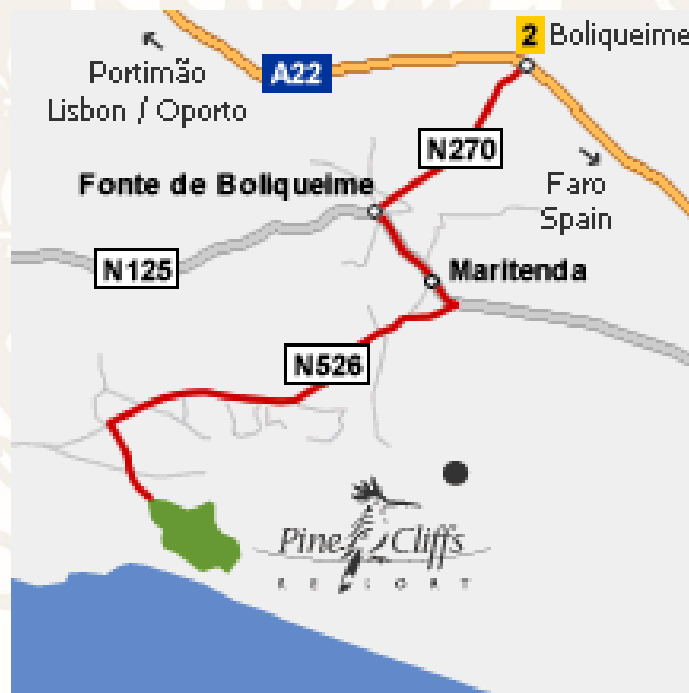 2 Boliqueime
Portimão
Lisbon / Oporto
A22
N270
Fonte de Boliqueime
Faro
Spain
N125
Maritenda
N526
Pine Cliffs
RESORT